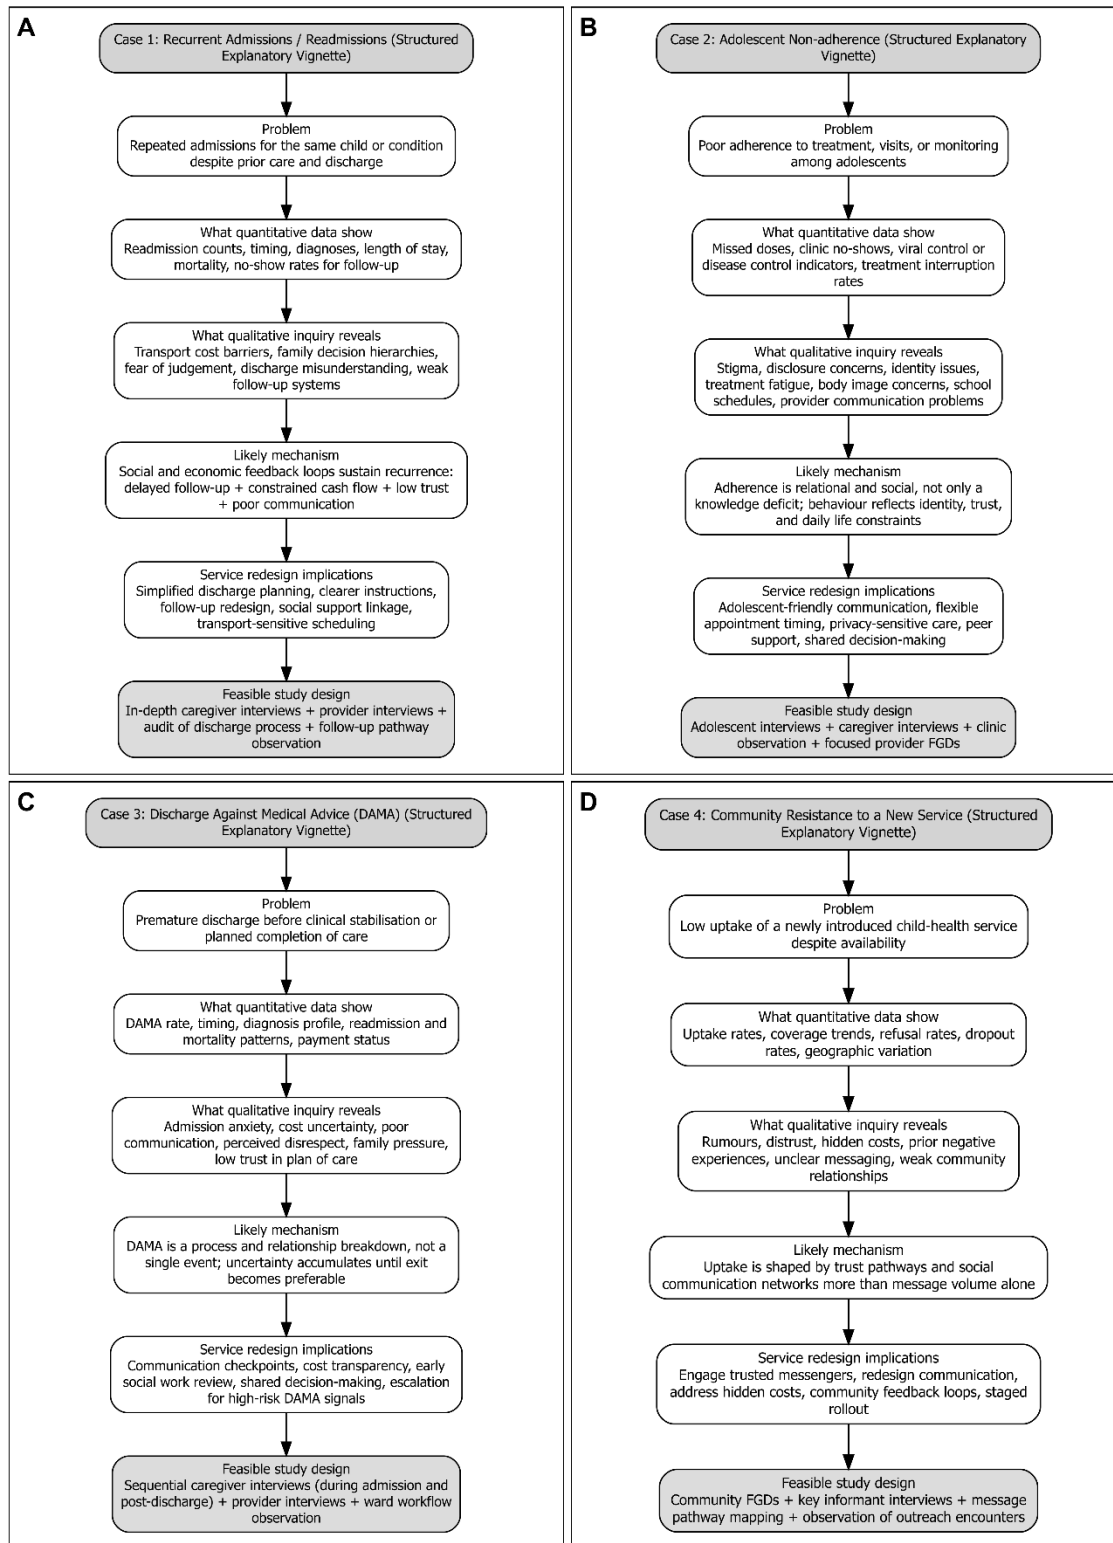 A
Case 1: Recurrent Admissions / Readmissions (Structured
Explanatory Vignette)
Problem
Repeated admissions for the same child or condition
despite prior care and discharge
What quantitative data show
Readmission counts, timing, diagnoses, length of stay,
mortality, no-show rates for follow-up
What qualitative inquiry reveals
Transport cost barriers, family decision hierarchies,
fear of judgement, discharge misunderstanding, weak
follow-up systems
Likely mechanism
Social and economic feedback loops sustain recurrence:
delayed follow-up + constrained cash flow + low trust
+ poor communication
Service redesign implications
Simplified discharge planning, clearer instructions,
follow-up redesign, social support linkage,
transport-sensitive scheduling
Feasible study design
In-depth caregiver interviews + provider interviews +
audit of discharge process + follow-up pathway
observation
B
Case 2: Adolescent Non-adherence (Structured Explanatory
Vignette)
Problem
Poor adherence to treatment, visits, or monitoring
among adolescents
What quantitative data show
Missed doses, clinic no-shows, viral control or
disease control indicators, treatment interruption
rates
What qualitative inquiry reveals
Stigma, disclosure concerns, identity issues,
treatment fatigue, body image concerns, school
schedules, provider communication problems
Likely mechanism
Adherence is relational and social, not only a
knowledge deficit; behaviour reflects identity, trust,
and daily life constraints
Service redesign implications
Adolescent-friendly communication, flexible
appointment timing, privacy-sensitive care, peer
support, shared decision-making
Feasible study design
Adolescent interviews + caregiver interviews + clinic
observation + focused provider FGDs
C
Case 3: Discharge Against Medical Advice (DAMA) (Structured
Explanatory Vignette)
Problem
Premature discharge before clinical stabilisation or
planned completion of care
What quantitative data show
DAMA rate, timing, diagnosis profile, readmission and
mortality patterns, payment status
What qualitative inquiry reveals
Admission anxiety, cost uncertainty, poor
communication, perceived disrespect, family pressure,
low trust in plan of care
Likely mechanism
DAMA is a process and relationship breakdown, not a
single event; uncertainty accumulates until exit
becomes preferable
Service redesign implications
Communication checkpoints, cost transparency, early
social work review, shared decision-making, escalation
for high-risk DAMA signals
Feasible study design
Sequential caregiver interviews (during admission and
post-discharge) + provider interviews + ward workflow
observation
D
Case 4: Community Resistance to a New Service (Structured
Explanatory Vignette)
Problem
Low uptake of a newly introduced child-health service
despite availability
What quantitative data show
Uptake rates, coverage trends, refusal rates, dropout
rates, geographic variation
What qualitative inquiry reveals
Rumours, distrust, hidden costs, prior negative
experiences, unclear messaging, weak community
relationships
Likely mechanism
Uptake is shaped by trust pathways and social
communication networks more than message volume alone
Service redesign implications
Engage trusted messengers, redesign communication,
address hidden costs, community feedback loops, staged
rollout
Feasible study design
Community FGDs + key informant interviews + message
pathway mapping + observation of outreach encounters